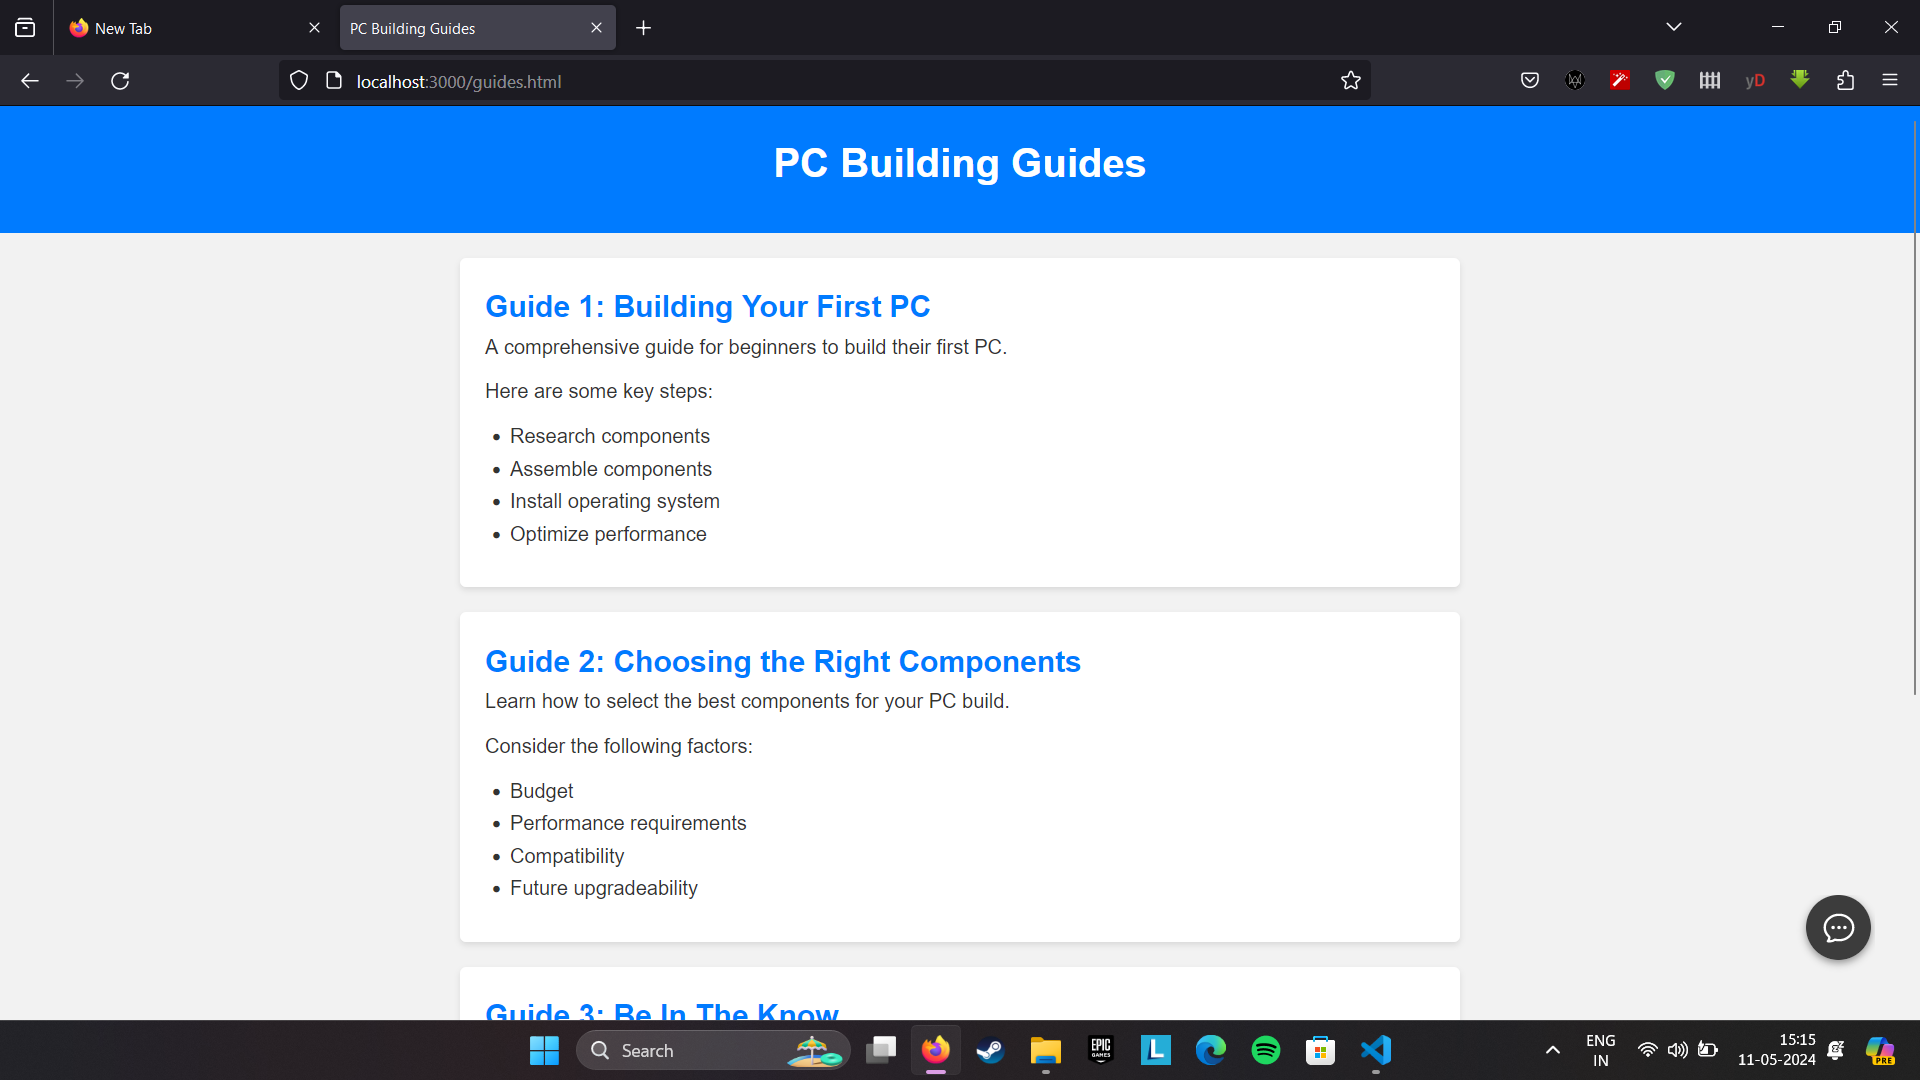 New Tab
PC Building Guides
localhost:3000/guides.html
yD
PC Building Guides
Guide 1: Building Your First PC
A comprehensive guide for beginners to build their first PC.
Here are some key steps:
• Research components
• Assemble components
• Install operating system
• Optimize performance
Guide 2: Choosing the Right Components
Learn how to select the best components for your PC build.
Consider the following factors:
• Budget
• Performance requirements
• Compatibility
• Future upgradeability
Guide 3: Be In The Know
Search
EPIC
GAMES
L
ENG
IN
15:15
11-05-2024
PRE